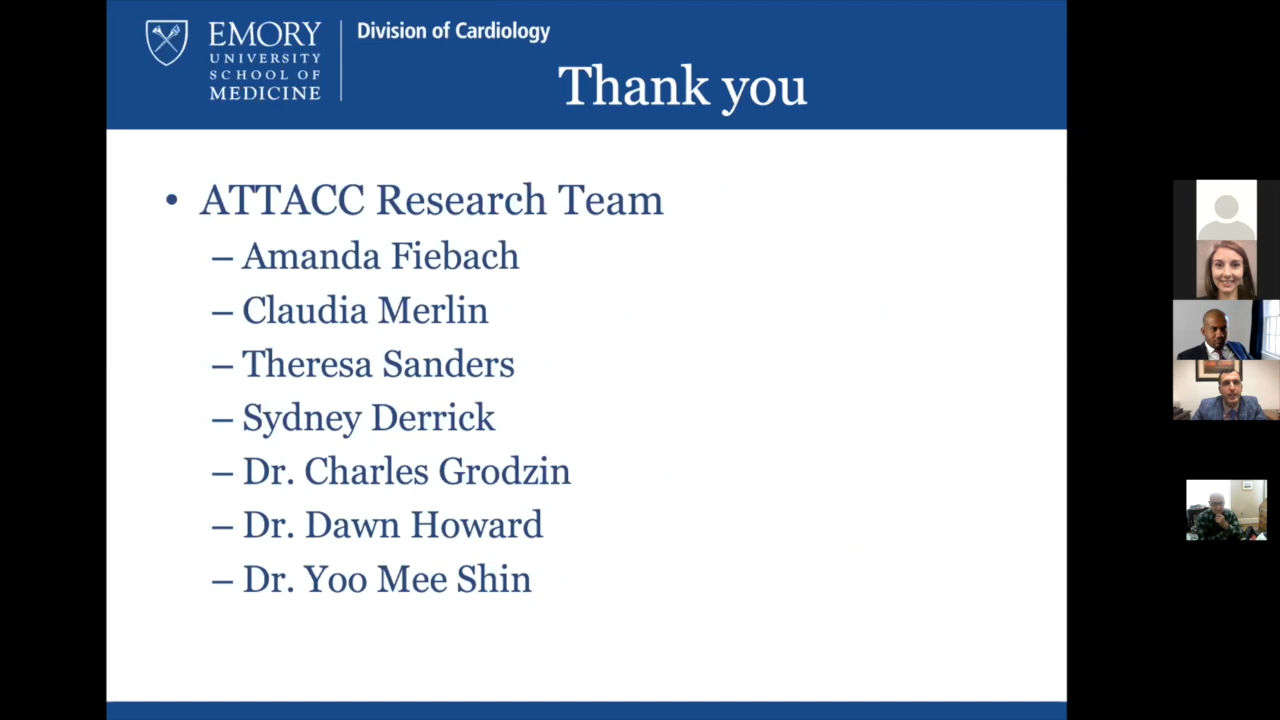 EMORY
UNIVERSITY
SCHOOL OF
MEDICINE
Division of Cardiology
Thank you
• ATTACC Research Team
– Amanda Fiebach
– Claudia Merlin
– Theresa Sanders
– Sydney Derrick
– Dr. Charles Grodzin
– Dr. Dawn Howard
– Dr. Yoo Mee Shin